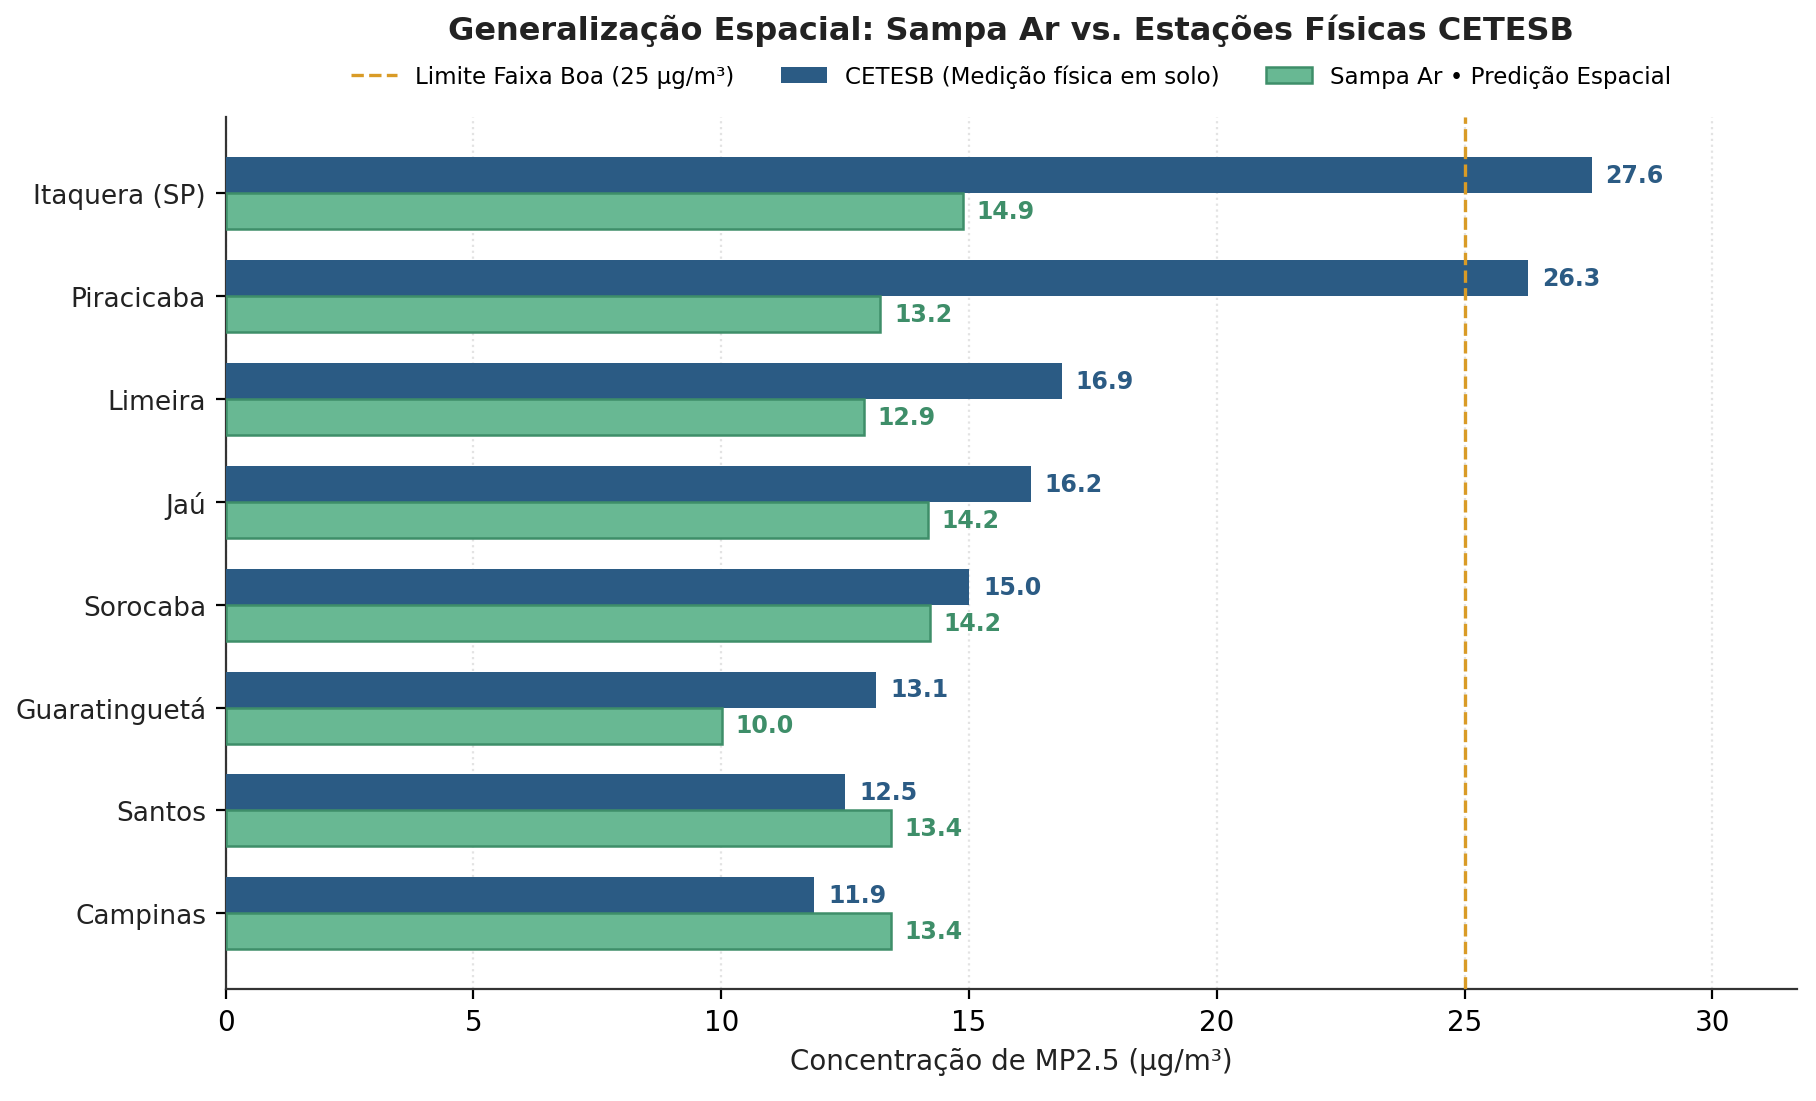 Generalização Espacial: Sampa Ar vs. Estações Físicas CETESB
Limite Faixa Boa (25 µg/m³)
CETESB (Medição física em solo)
Sampa Ar • Predição Espacial
Itaquera (SP)
27.6
14.9
Piracicaba
26.3
13.2
Limeira
16.9
12.9
Jaú
16.2
14.2
Sorocaba
15.0
14.2
Guaratinguetá
13.1
10.0
Santos
12.5
13.4
Campinas
11.9
13.4
0 5 10 15 20 25 30
Concentração de MP2.5 (µg/m³)